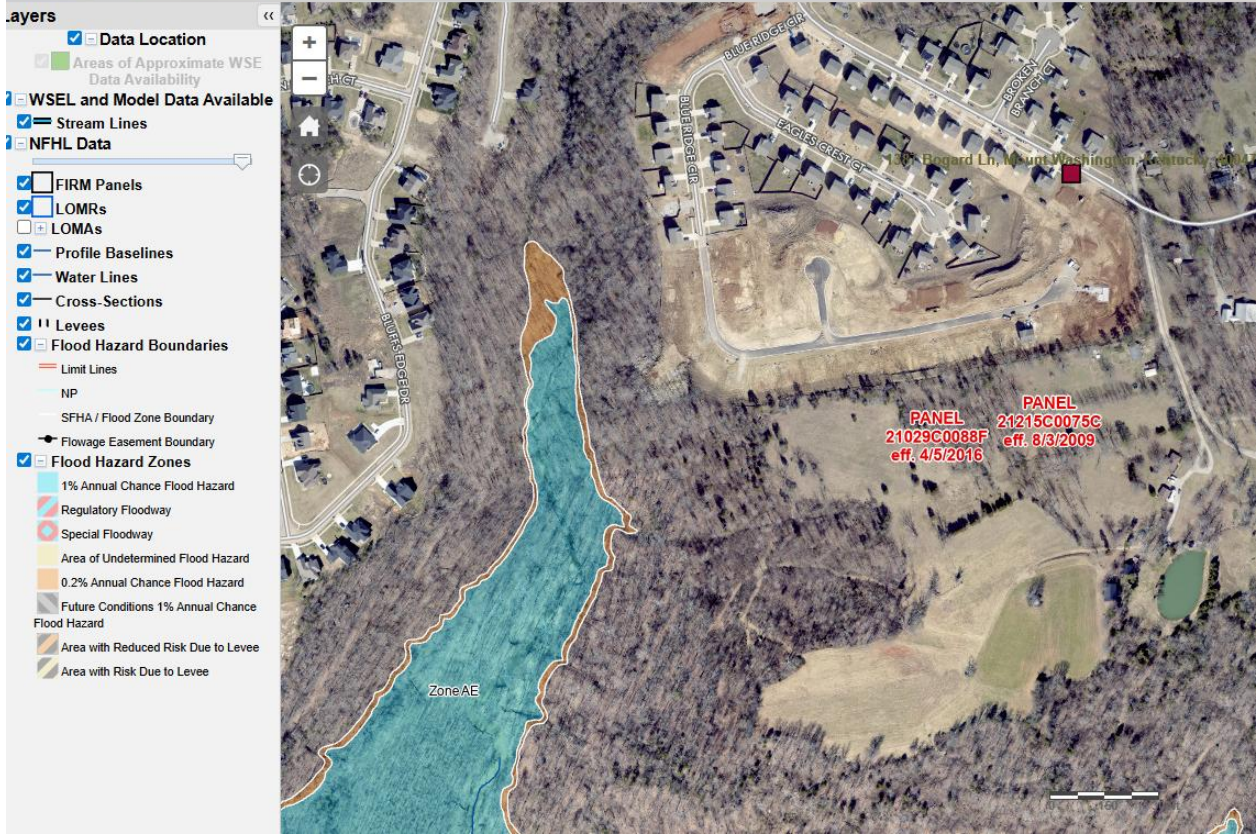 Layers
Data Location
Areas of Approximate WSE
Data Availability
WSEL and Model Data Available
Stream Lines
NFHL Data
FIRM Panels
LOMRs
LOMAs
Profile Baselines
Water Lines
Cross-Sections
Levees
Flood Hazard Boundaries
Limit Lines
NP
SFHA / Flood Zone Boundary
Flowage Easement Boundary
Flood Hazard Zones
1% Annual Chance Flood Hazard
Regulatory Floodway
Special Floodway
Area of Undetermined Flood Hazard
0.2% Annual Chance Flood Hazard
Future Conditions 1% Annual Chance
Flood Hazard
Area with Reduced Risk Due to Levee
Area with Risk Due to Levee
BLUE RIDGE CIR
BROKEN
BRANCH CT
BLUE RIDGE CIR
EAGLES CREST CT
Bogard Ln, Mount Washington, Kentucky,
BLUFFS EDGE DR
PANEL
21029C0088F
eff. 4/5/2016
PANEL
21215C0075C
eff. 8/3/2009
Zone AE
CT